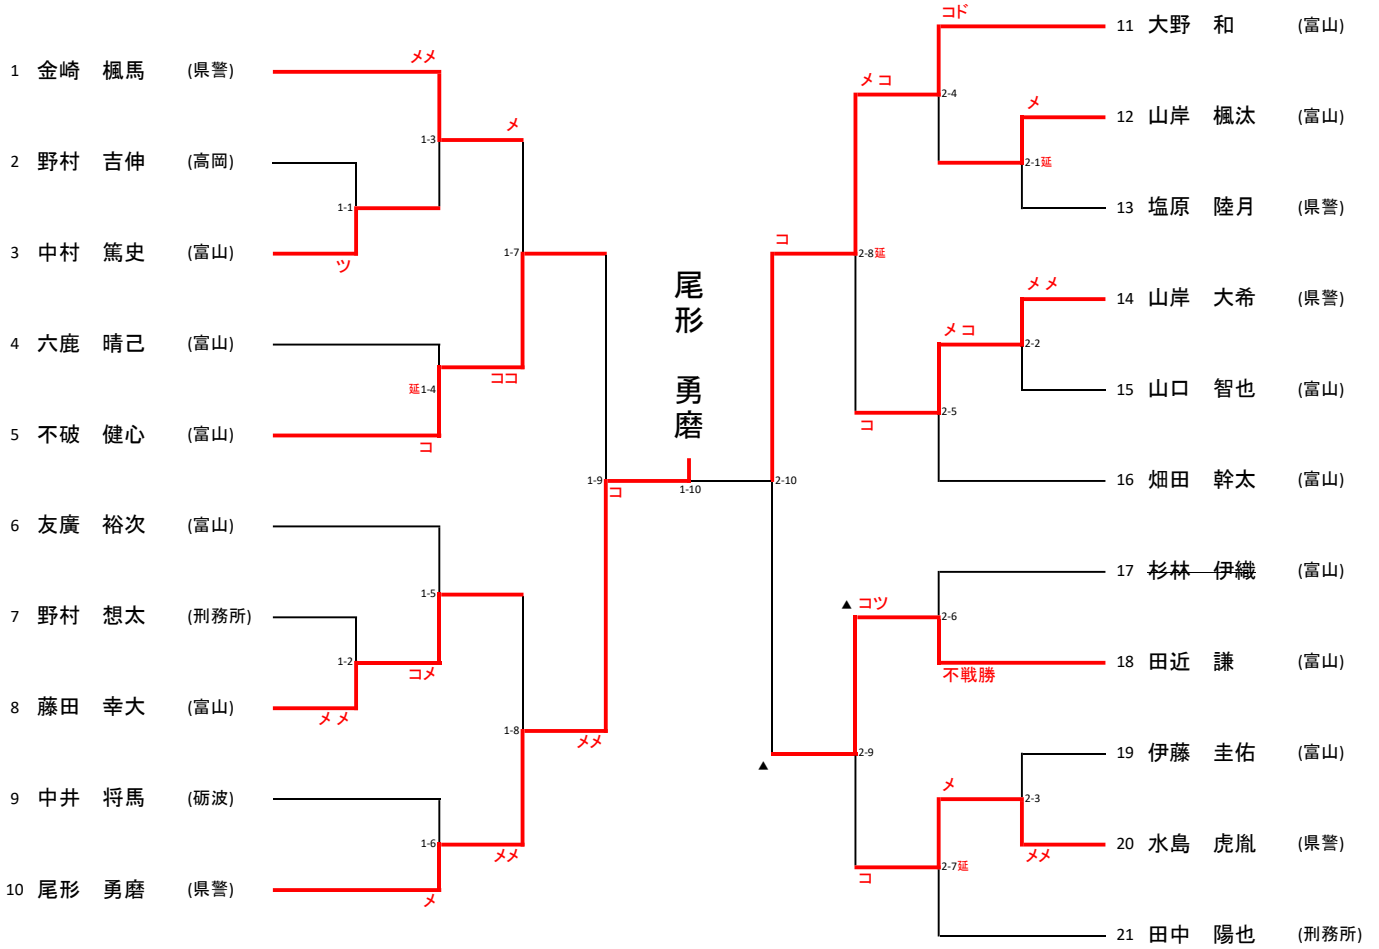 メメ
1 金崎 楓馬 (県警)
メ
1-3
2 野村 吉伸 (高岡)
1-1
3 中村 篤史 (富山)
ツ
1-7
4 六鹿 晴己 (富山)
延1-4
ココ
5 不破 健心 (富山)
コ
1-9
コ
6 友廣 裕次 (富山)
1-5
7 野村 想太 (刑務所)
1-2
コメ
8 藤田 幸大 (富山)
メメ
1-8
メメ
9 中井 将馬 (砺波)
1-6
メメ
10 尾形 勇磨 (県警)
メ
尾形 勇磨
1-10
コド
11 大野 和 (富山)
メコ
2-4
メ
12 山岸 楓汰 (富山)
2-1延
13 塩原 陸月 (県警)
コ
2-8延
メメ
14 山岸 大希 (県警)
メコ
2-2
15 山口 智也 (富山)
2-5
コ
16 畑田 幹太 (富山)
2-10
17 杉林 伊織 (富山)
▲ コツ
2-6
18 田近 謙 (富山)
不戦勝
2-9
▲
19 伊藤 圭佑 (富山)
メ
2-3
20 水島 虎胤 (県警)
メメ
2-7延
コ
21 田中 陽也 (刑務所)